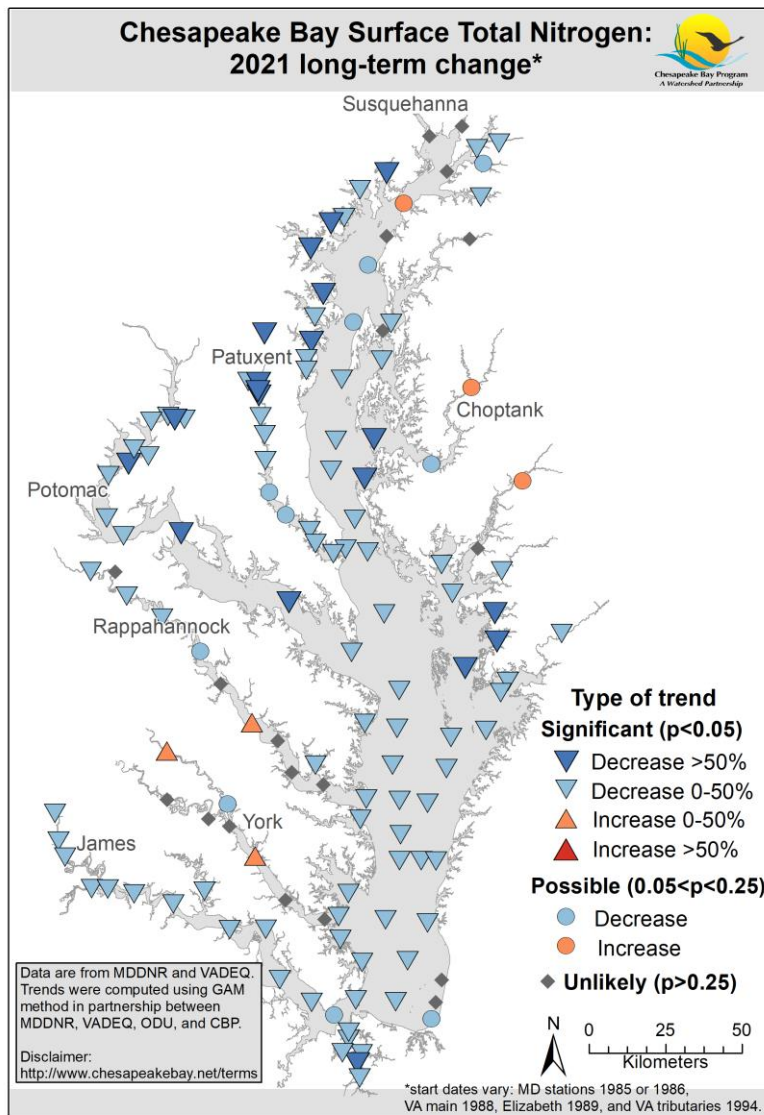 Chesapeake Bay Surface Total Nitrogen:
2021 long-term change*
Chesapeake Bay Program
A Watershed Partnership
Susquehanna
Patuxent
Choptank
Potomac
Rappahannock
York
James
Type of trend
Significant (p<0.05)
Decrease >50%
Decrease 0-50%
Increase 0-50%
Increase >50%
Possible (0.05<p<0.25)
Decrease
Increase
Unlikely (p>0.25)
Data are from MDDNR and VADEQ.
Trends were computed using GAM
method in partnership between
MDDNR, VADEQ, ODU, and CBP.
Disclaimer:
http://www.chesapeakebay.net/terms
N
0 25 50
Kilometers
*start dates vary: MD stations 1985 or 1986,
VA main 1988, Elizabeth 1989, and VA tributaries 1994.